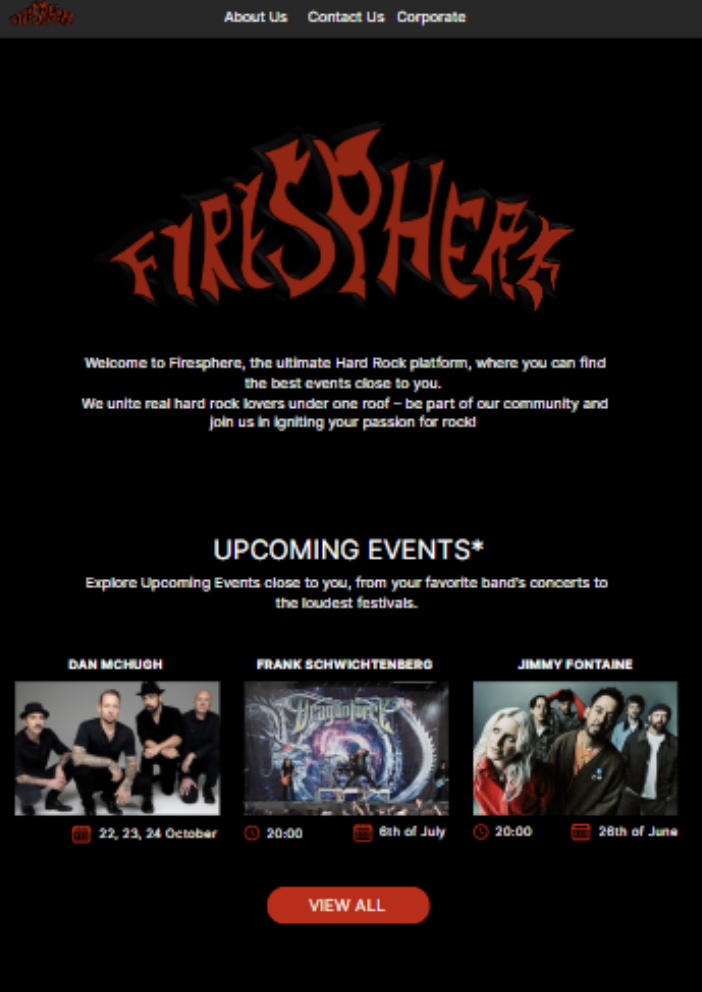 FIRESPHERE
About Us Contact Us Corporate
FIRESPHERE
Welcome to Firesphere, the ultimate Hard Rock platform, where you can find
the best events close to you.
We unite real hard rock lovers under one roof – be part of our community and
join us in igniting your passion for rock!
UPCOMING EVENTS*
Explore Upcoming Events close to you, from your favorite band's concerts to
the loudest festivals.
DAN MCHUGH
FRANK SCHWICHTENBERG
JIMMY FONTAINE
DragonForce
22, 23, 24 October
20:00
6th of July
20:00
26th of June
VIEW ALL